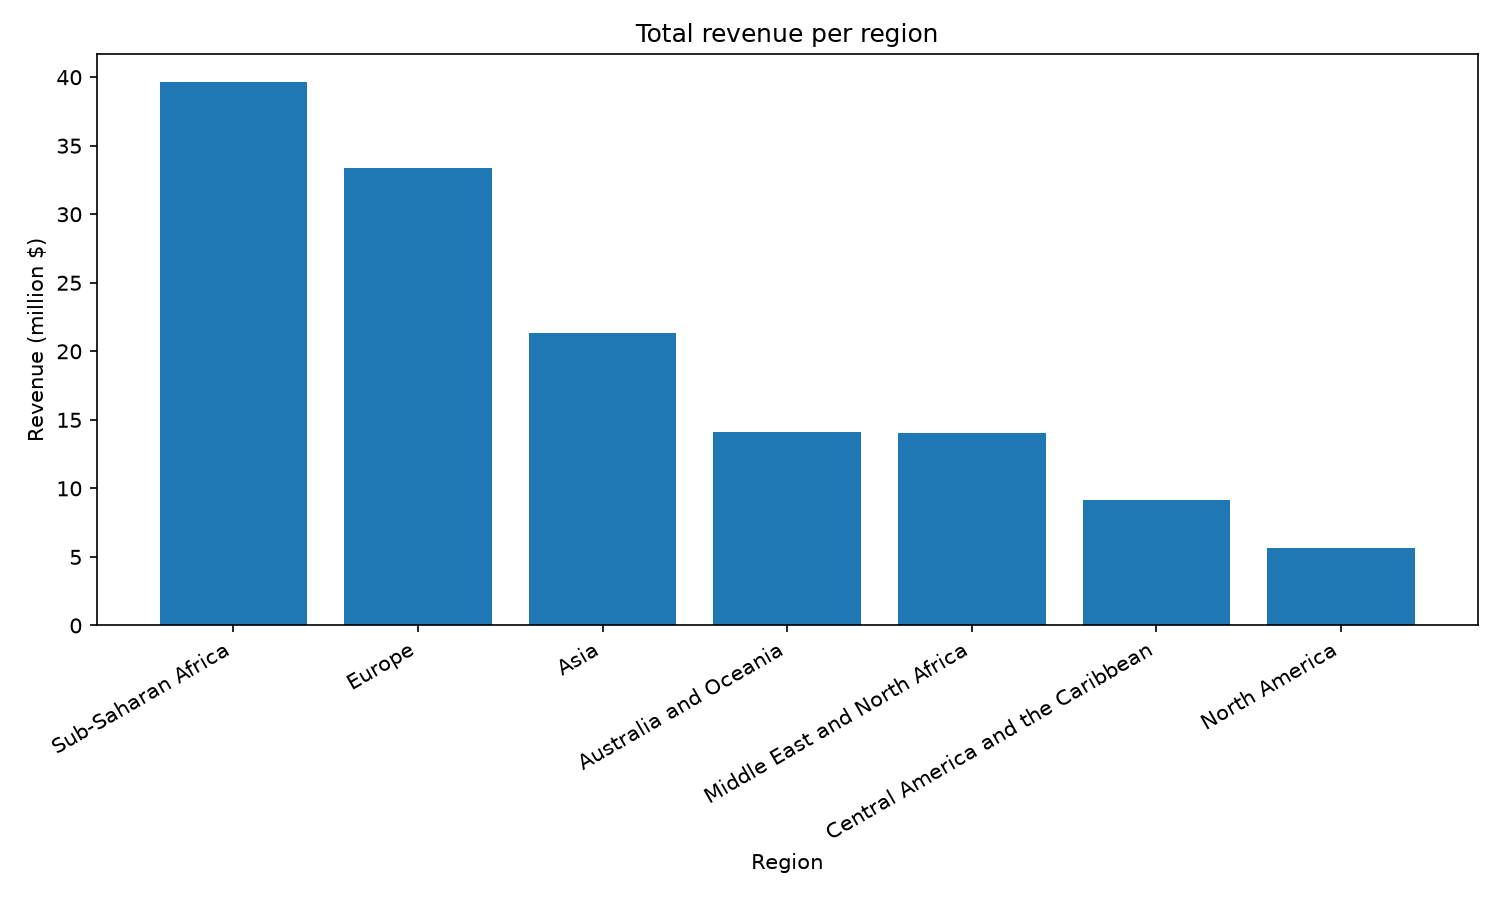 Total revenue per region
Revenue (million $)
40
35
30
25
20
15
10
5
0
Sub-Saharan Africa
Europe
Asia
Australia and Oceania
Middle East and North Africa
Central America and the Caribbean
North America
Region